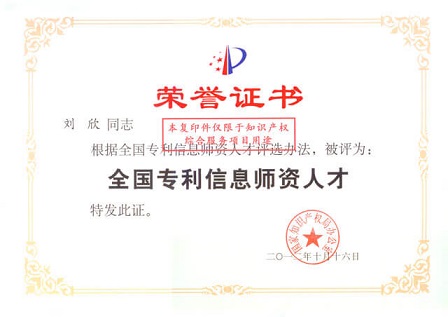 荣誉证书
刘 欣 同志
本复印件仅限于知识产权
综合服务项目用途
根据全国专利信息师资人才评选办法，被评为：
全国专利信息师资人才
特发此证。
国家知识产权局办公室
二〇一二年十月十六日